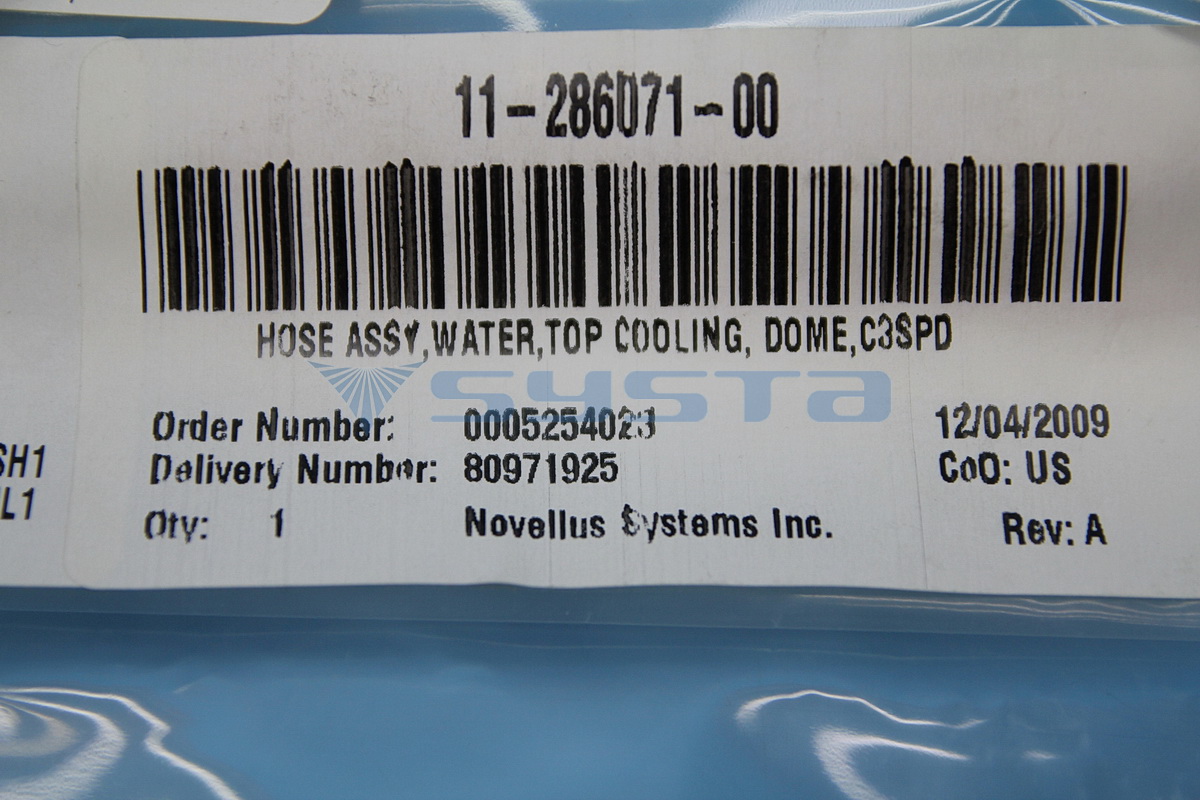 11-286071-00
HOSE ASSY,WATER,TOP COOLING, DOME,C3SPD
SYSTA
Order Number: 0005254023 12/04/2009
SH1 Delivery Number: 80971925 CoO: US
L1 Qty: 1 Novellus Systems Inc. Rev: A